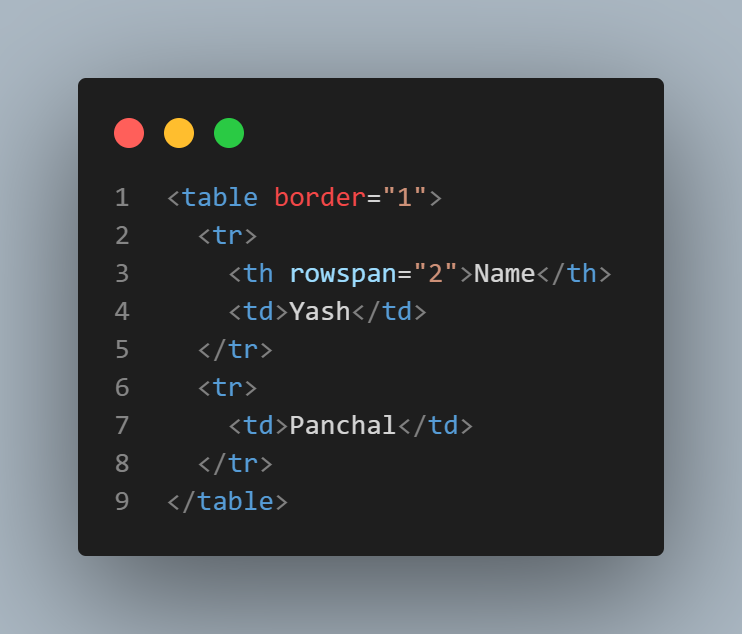 1 <table border="1">
2 <tr>
3 <th rowspan="2">Name</th>
4 <td>Yash</td>
5 </tr>
6 <tr>
7 <td>Panchal</td>
8 </tr>
9 </table>